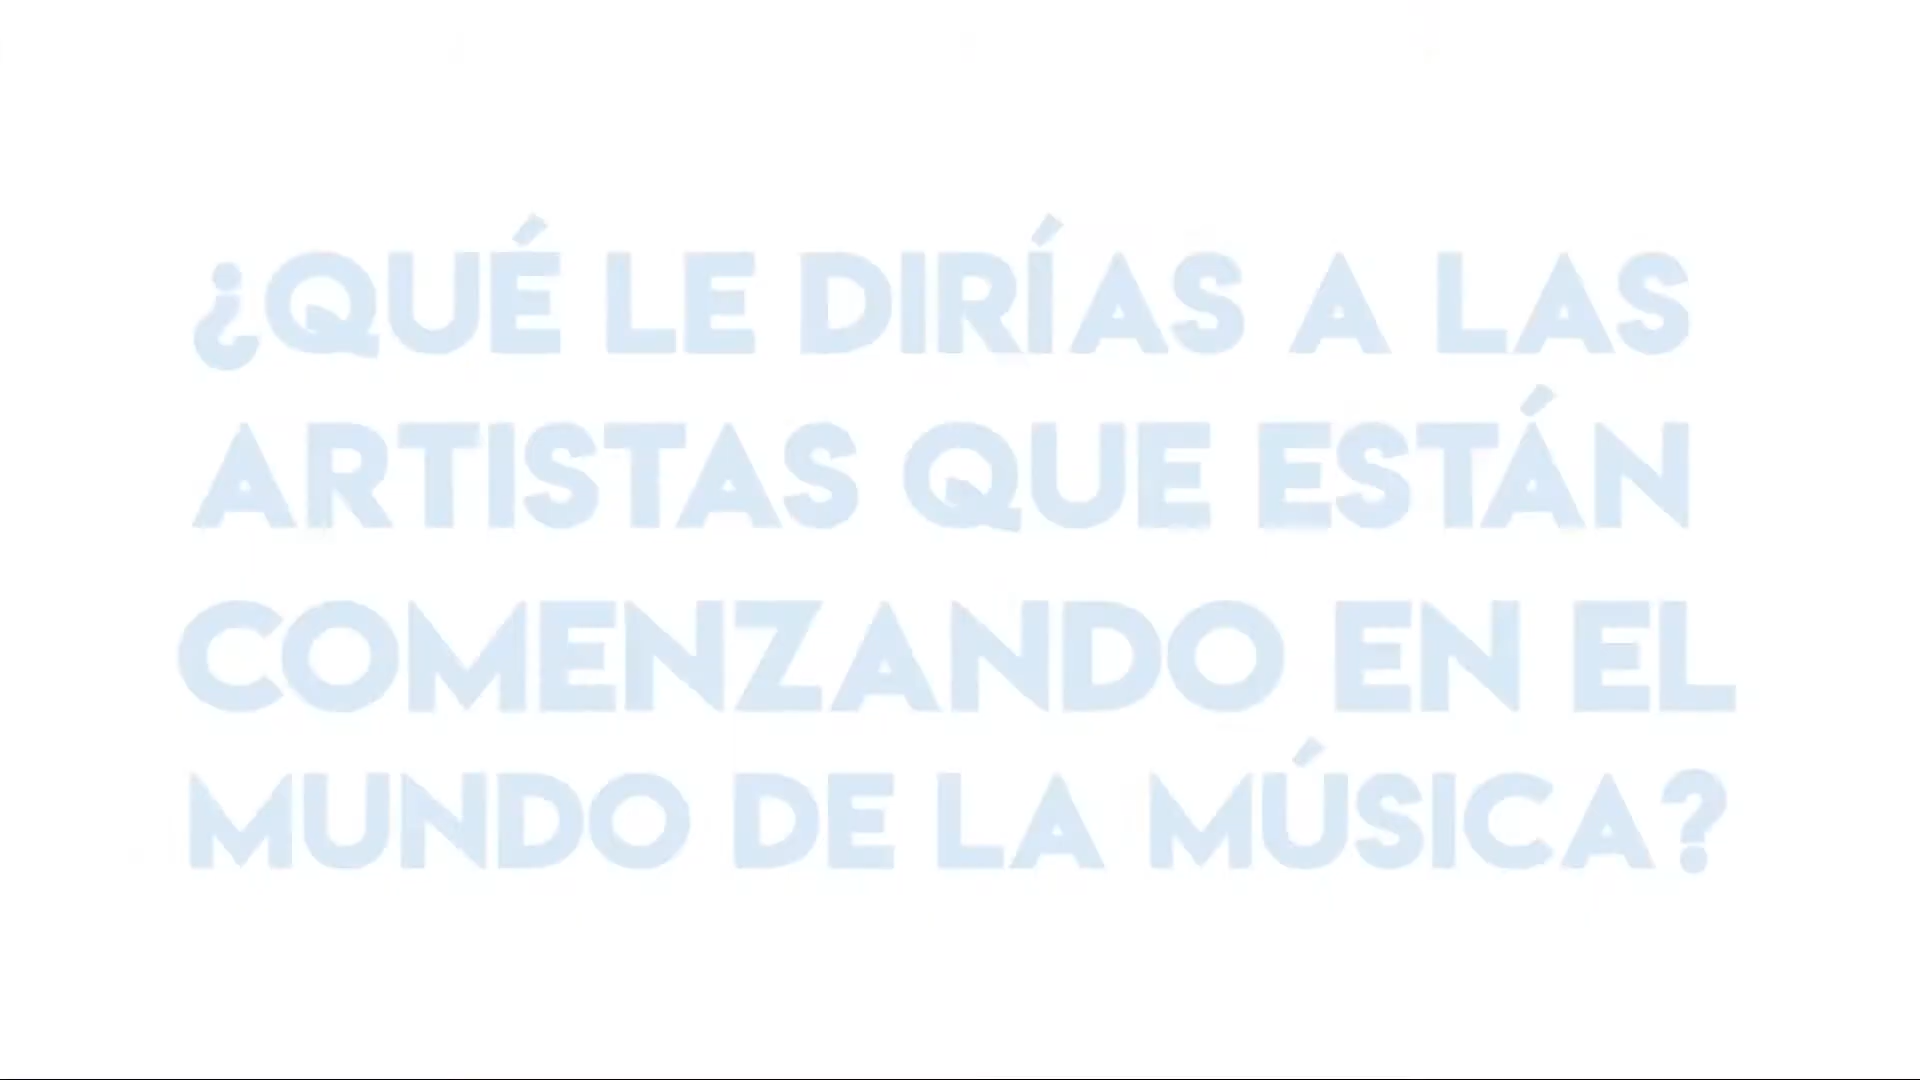 ¿QUÉ LE DIRÍAS A LAS
ARTISTAS QUE ESTÁN
COMENZANDO EN EL
MUNDO DE LA MÚSICA?